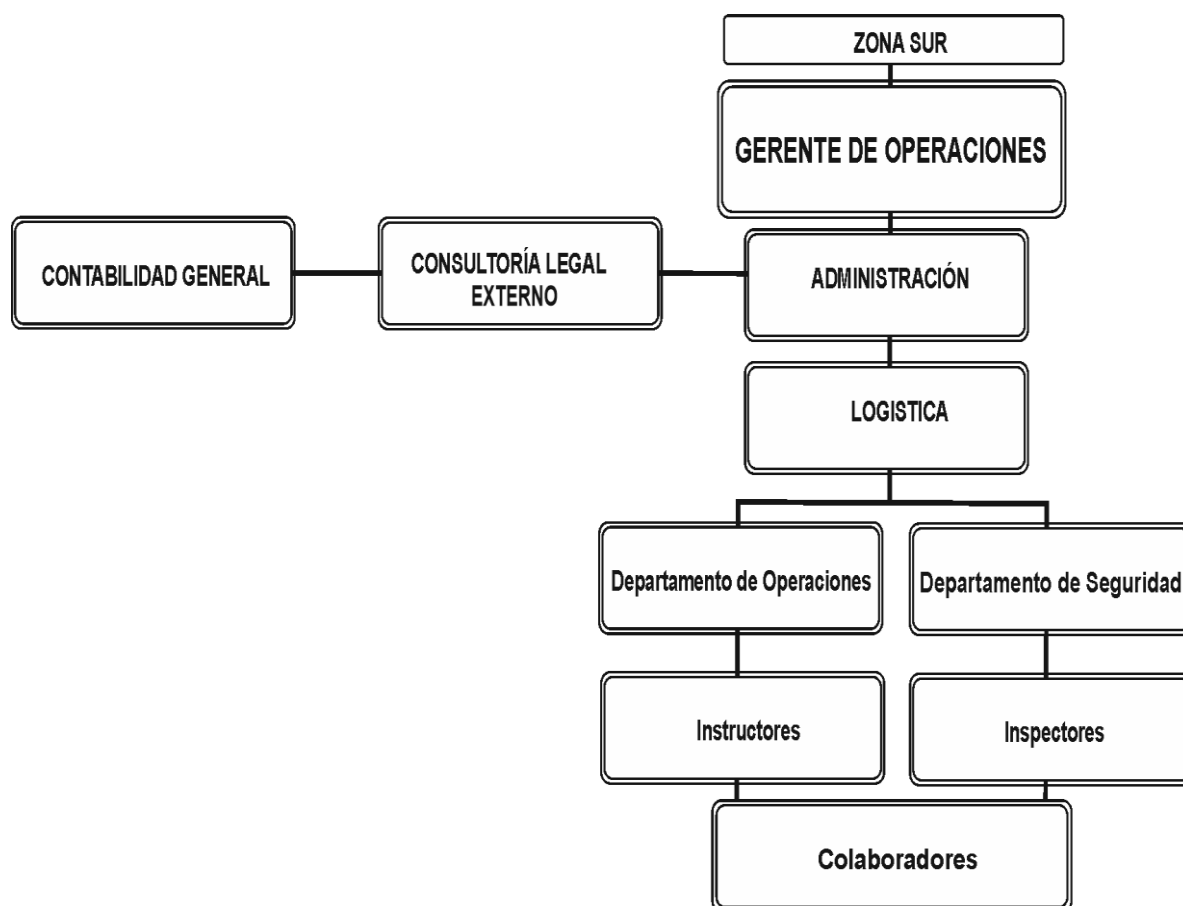 ZONA SUR
GERENTE DE OPERACIONES
CONTABILIDAD GENERAL
CONSULTORÍA LEGAL
EXTERNO
ADMINISTRACIÓN
LOGISTICA
Departamento de Operaciones
Departamento de Seguridad
Instructores
Inspectores
Colaboradores